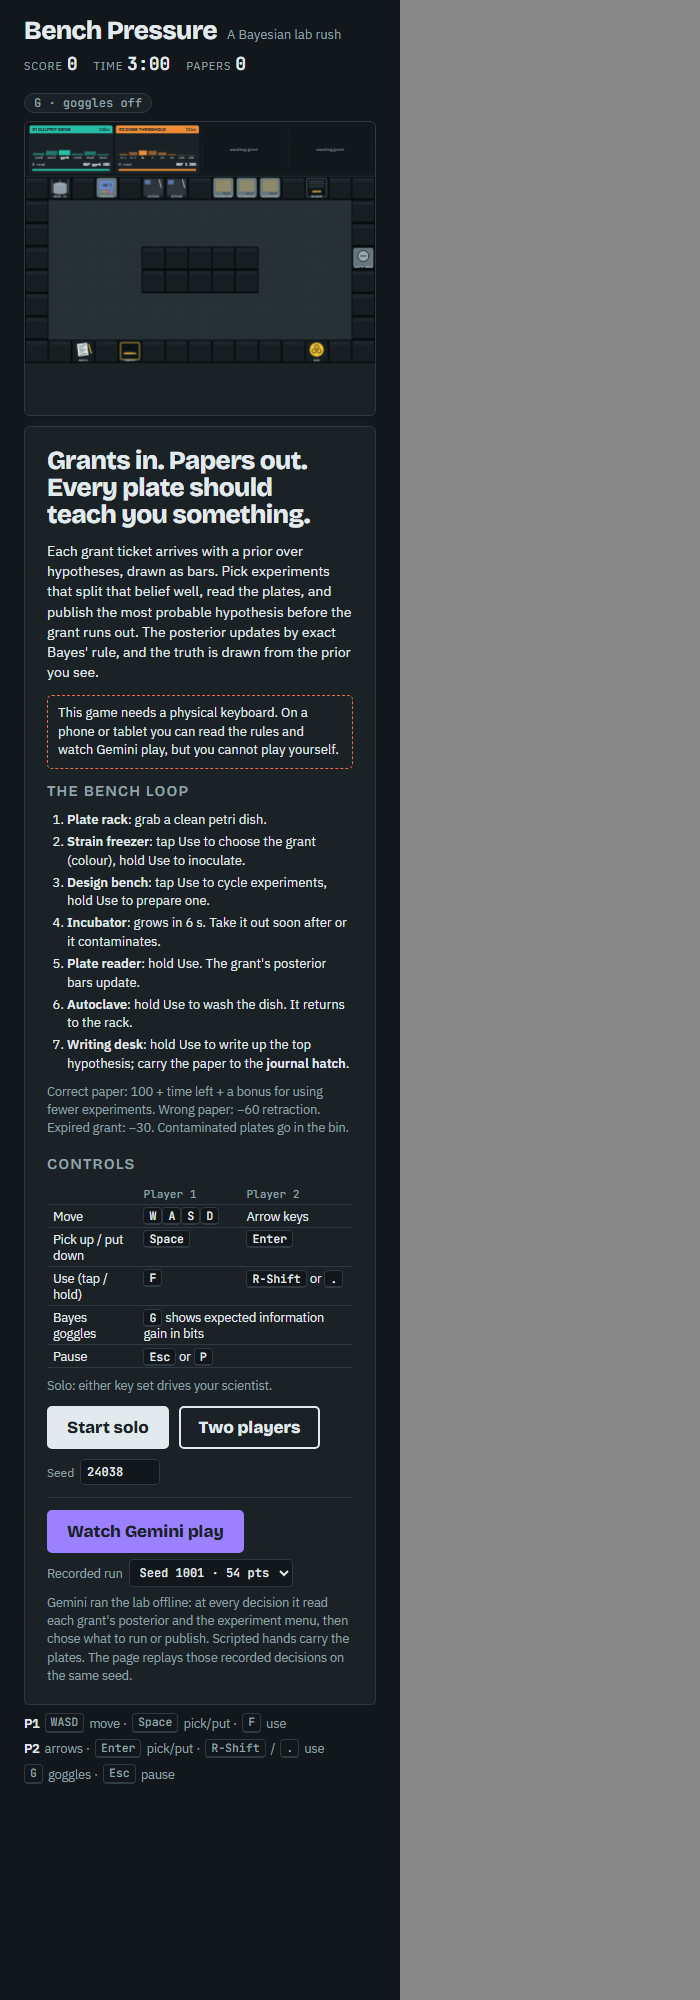 Bench Pressure A Bayesian lab rush
SCORE 0 TIME 3:00 PAPERS 0
G · goggles off
Grants in. Papers out.
Every plate should
teach you something.
Each grant ticket arrives with a prior over
hypotheses, drawn as bars. Pick experiments
that split that belief well, read the plates, and
publish the most probable hypothesis before the
grant runs out. The posterior updates by exact
Bayes' rule, and the truth is drawn from the prior
you see.
This game needs a physical keyboard. On a
phone or tablet you can read the rules and
watch Gemini play, but you cannot play yourself.
THE BENCH LOOP
1. Plate rack: grab a clean petri dish.
2. Strain freezer: tap Use to choose the grant
(colour), hold Use to inoculate.
3. Design bench: tap Use to cycle experiments,
hold Use to prepare one.
4. Incubator: grows in 6 s. Take it out soon after or
it contaminates.
5. Plate reader: hold Use. The grant's posterior
bars update.
6. Autoclave: hold Use to wash the dish. It returns
to the rack.
7. Writing desk: hold Use to write up the top
hypothesis; carry the paper to the journal hatch.
Correct paper: 100 + time left + a bonus for using
fewer experiments. Wrong paper: −60 retraction.
Expired grant: −30. Contaminated plates go in the bin.
CONTROLS
Player 1 Player 2
Move W A S D Arrow keys
Pick up / put Space Enter
down
Use (tap / F R-Shift or .
hold)
Bayes G shows expected information
goggles gain in bits
Pause Esc or P
Solo: either key set drives your scientist.
Start solo Two players
Seed 24038
Watch Gemini play
Recorded run Seed 1001 · 54 pts
Gemini ran the lab offline: at every decision it read
each grant's posterior and the experiment menu, then
chose what to run or publish. Scripted hands carry the
plates. The page replays those recorded decisions on
the same seed.
P1 WASD move · Space pick/put · F use
P2 arrows · Enter pick/put · R-Shift / . use
G goggles · Esc pause